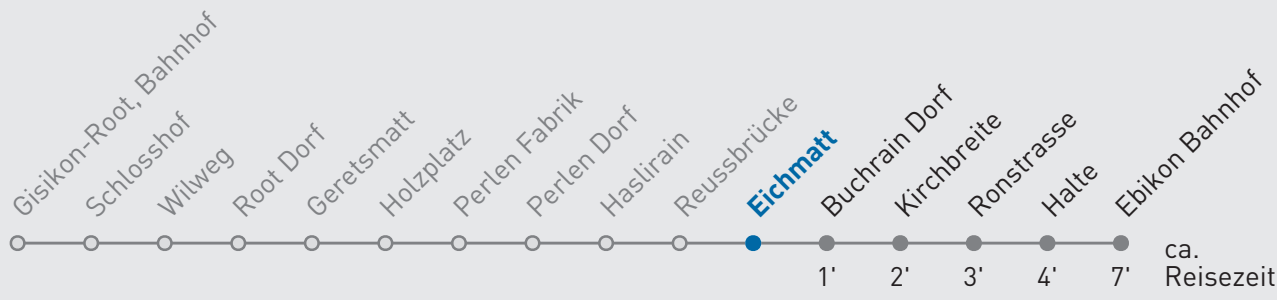 Gisikon-Root, Bahnhof
Schlosshof
Wilweg
Root Dorf
Geretsmatt
Holzplatz
Perlen Fabrik
Perlen Dorf
Haslirain
Reussbrücke
Eichmatt
Buchrain Dorf
Kirchbreite
Ronstrasse
Halte
Ebikon Bahnhof
1' 2' 3' 4' 7'
ca.
Reisezeit